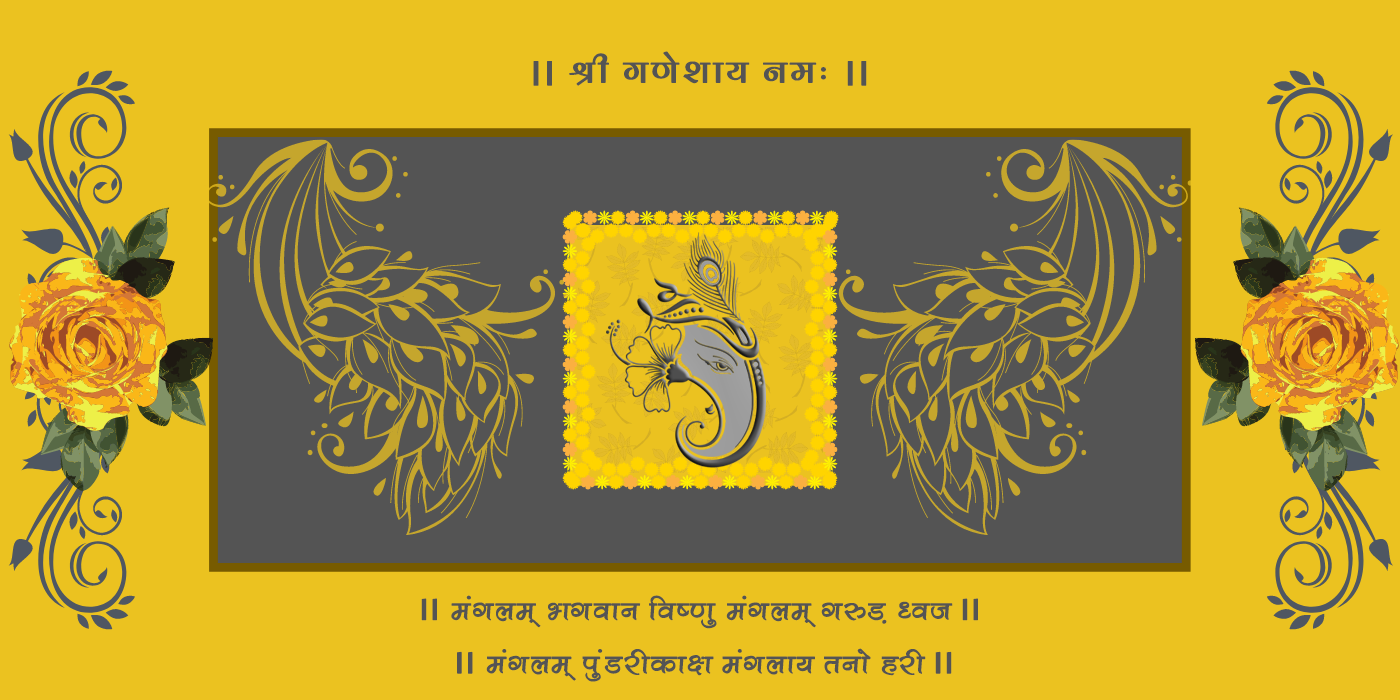 || श्री गणेशाय नमः ||
|| मंगलम् भगवान विष्णु मंगलम् गरुड़ ध्वज ||
|| मंगलम् पुंडरीकाक्ष मंगलाय तनो हरी ||